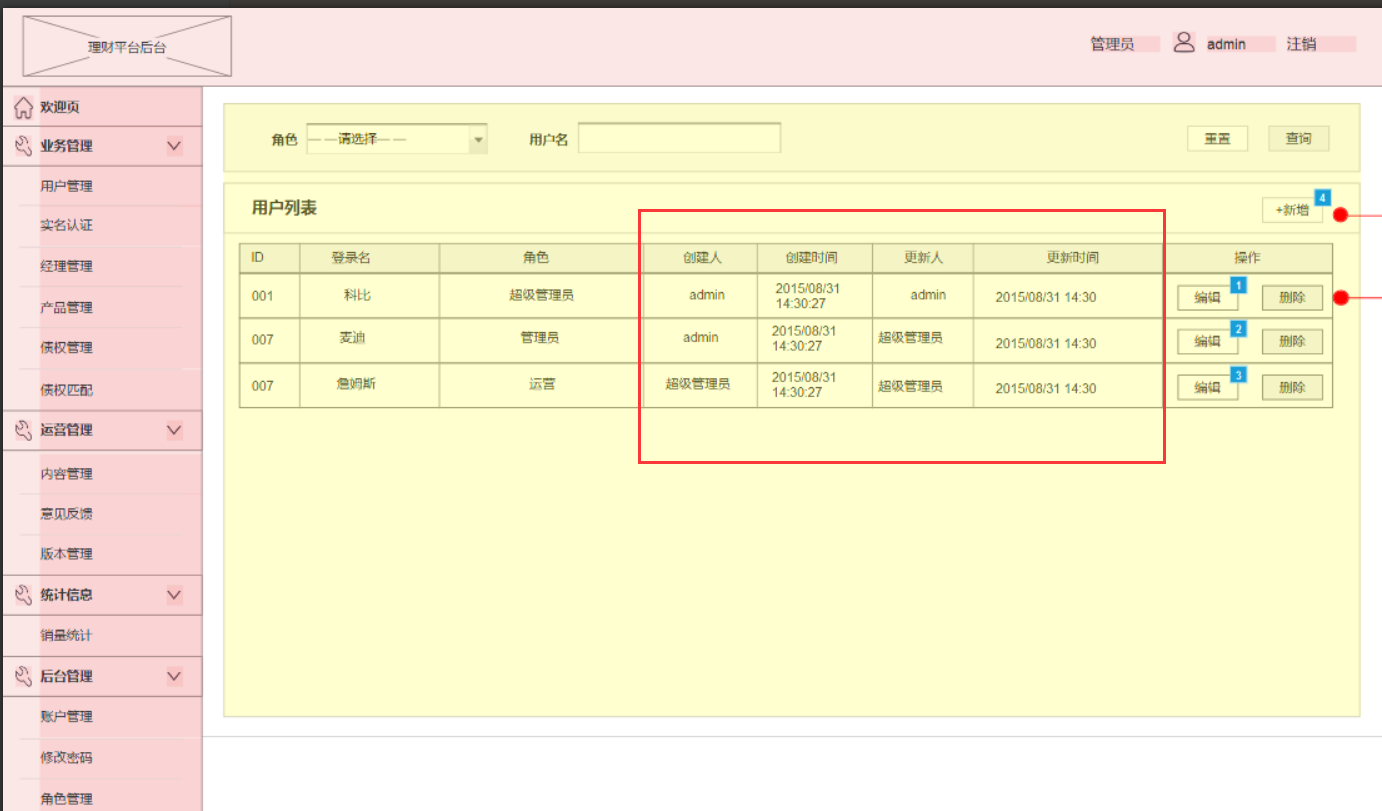 理财平台后台
管理员 admin 注销
欢迎页
业务管理
用户管理
实名认证
经理管理
产品管理
债权管理
债权匹配
运营管理
内容管理
意见反馈
版本管理
统计信息
销量统计
后台管理
账户管理
修改密码
角色管理
角色 — —请选择— — 用户名 重置 查询
用户列表 +新增 4
ID 登录名 角色 创建人 创建时间 更新人 更新时间 操作
001 科比 超级管理员 admin 2015/08/31 14:30:27 admin 2015/08/31 14:30 编辑 1 删除
007 麦迪 管理员 admin 2015/08/31 14:30:27 超级管理员 2015/08/31 14:30 编辑 2 删除
007 詹姆斯 运营 超级管理员 2015/08/31 14:30:27 超级管理员 2015/08/31 14:30 编辑 3 删除